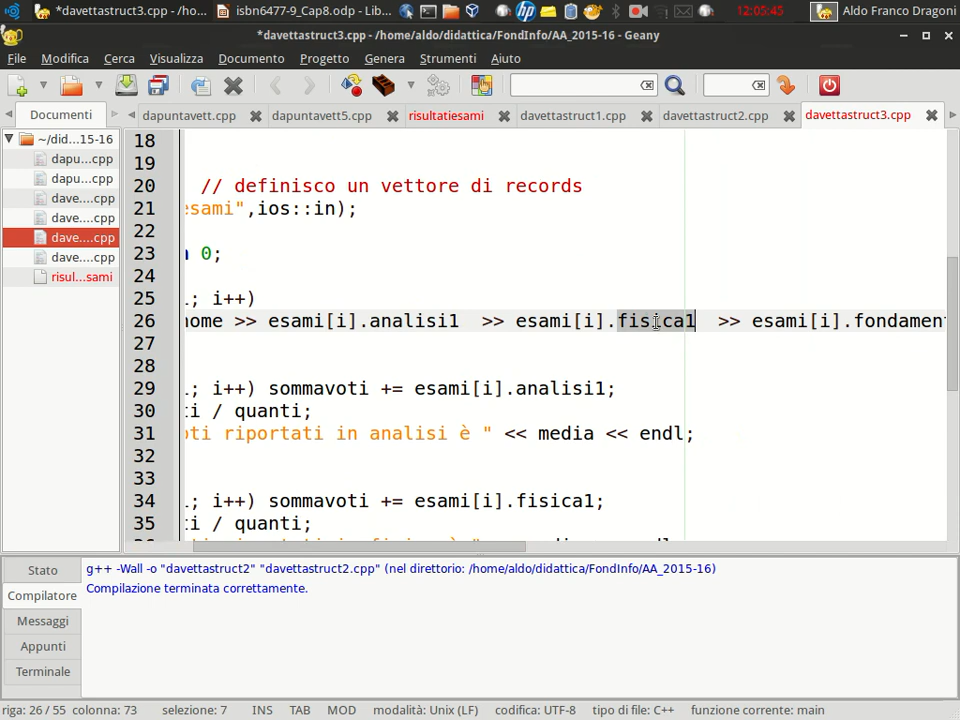 *davettastruct3.cpp - /ho...
isbn6477-9_Cap8.odp - Lib...
12:05:45
Aldo Franco Dragoni
*davettastruct3.cpp - /home/aldo/didattica/FondInfo/AA_2015-16 - Geany
File Modifica Cerca Visualizza Documento Progetto Genera Strumenti Aiuto
Documenti
dapuntavett.cpp dapuntavett5.cpp risultatiesami davettastruct1.cpp davettastruct2.cpp davettastruct3.cpp
~/did...15-16
dapu....cpp
dapu....cpp
dave....cpp
dave....cpp
dave....cpp
dave....cpp
risul...sami
18
19
20 // definisco un vettore di records
21 esami",ios::in);
22
23 0;
24
25 ; i++)
26 nome >> esami[i].analisi1 >> esami[i].fisica1 >> esami[i].fondament
27
28
29 ; i++) sommavoti += esami[i].analisi1;
30 ti / quanti;
31 oti riportati in analisi è " << media << endl;
32
33
34 ; i++) sommavoti += esami[i].fisica1;
35 ti / quanti;
Stato
Compilatore
Messaggi
Appunti
Terminale
g++ -Wall -o "davettastruct2" "davettastruct2.cpp" (nel direttorio: /home/aldo/didattica/FondInfo/AA_2015-16)
Compilazione terminata correttamente.
riga: 26 / 55 colonna: 73 selezione: 7 INS TAB MOD modalità: Unix (LF) codifica: UTF-8 tipo di file: C++ funzione corrente: main